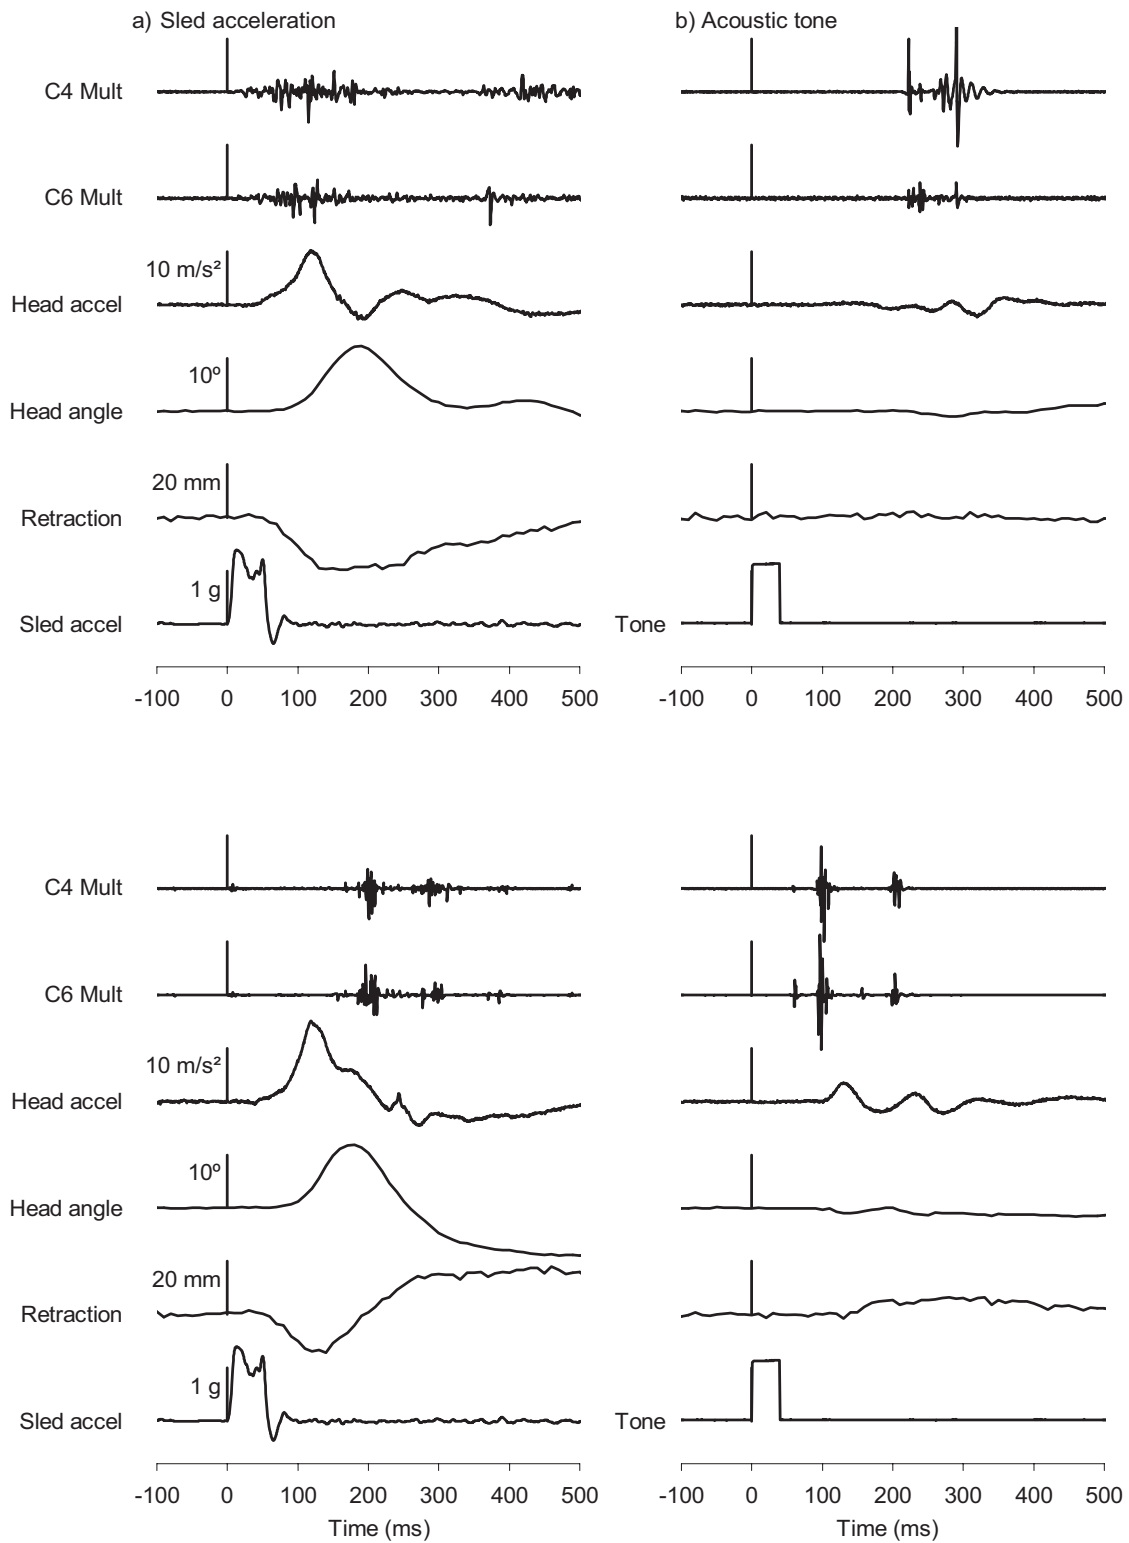 a) Sled acceleration
b) Acoustic tone
C4 Mult
C6 Mult
10 m/s²
Head accel
10º
Head angle
20 mm
Retraction
1 g
Sled accel
Tone
-100 0 100 200 300 400 500
-100 0 100 200 300 400 500
C4 Mult
C6 Mult
10 m/s²
Head accel
10º
Head angle
20 mm
Retraction
1 g
Sled accel
Tone
-100 0 100 200 300 400 500
-100 0 100 200 300 400 500
Time (ms)
Time (ms)